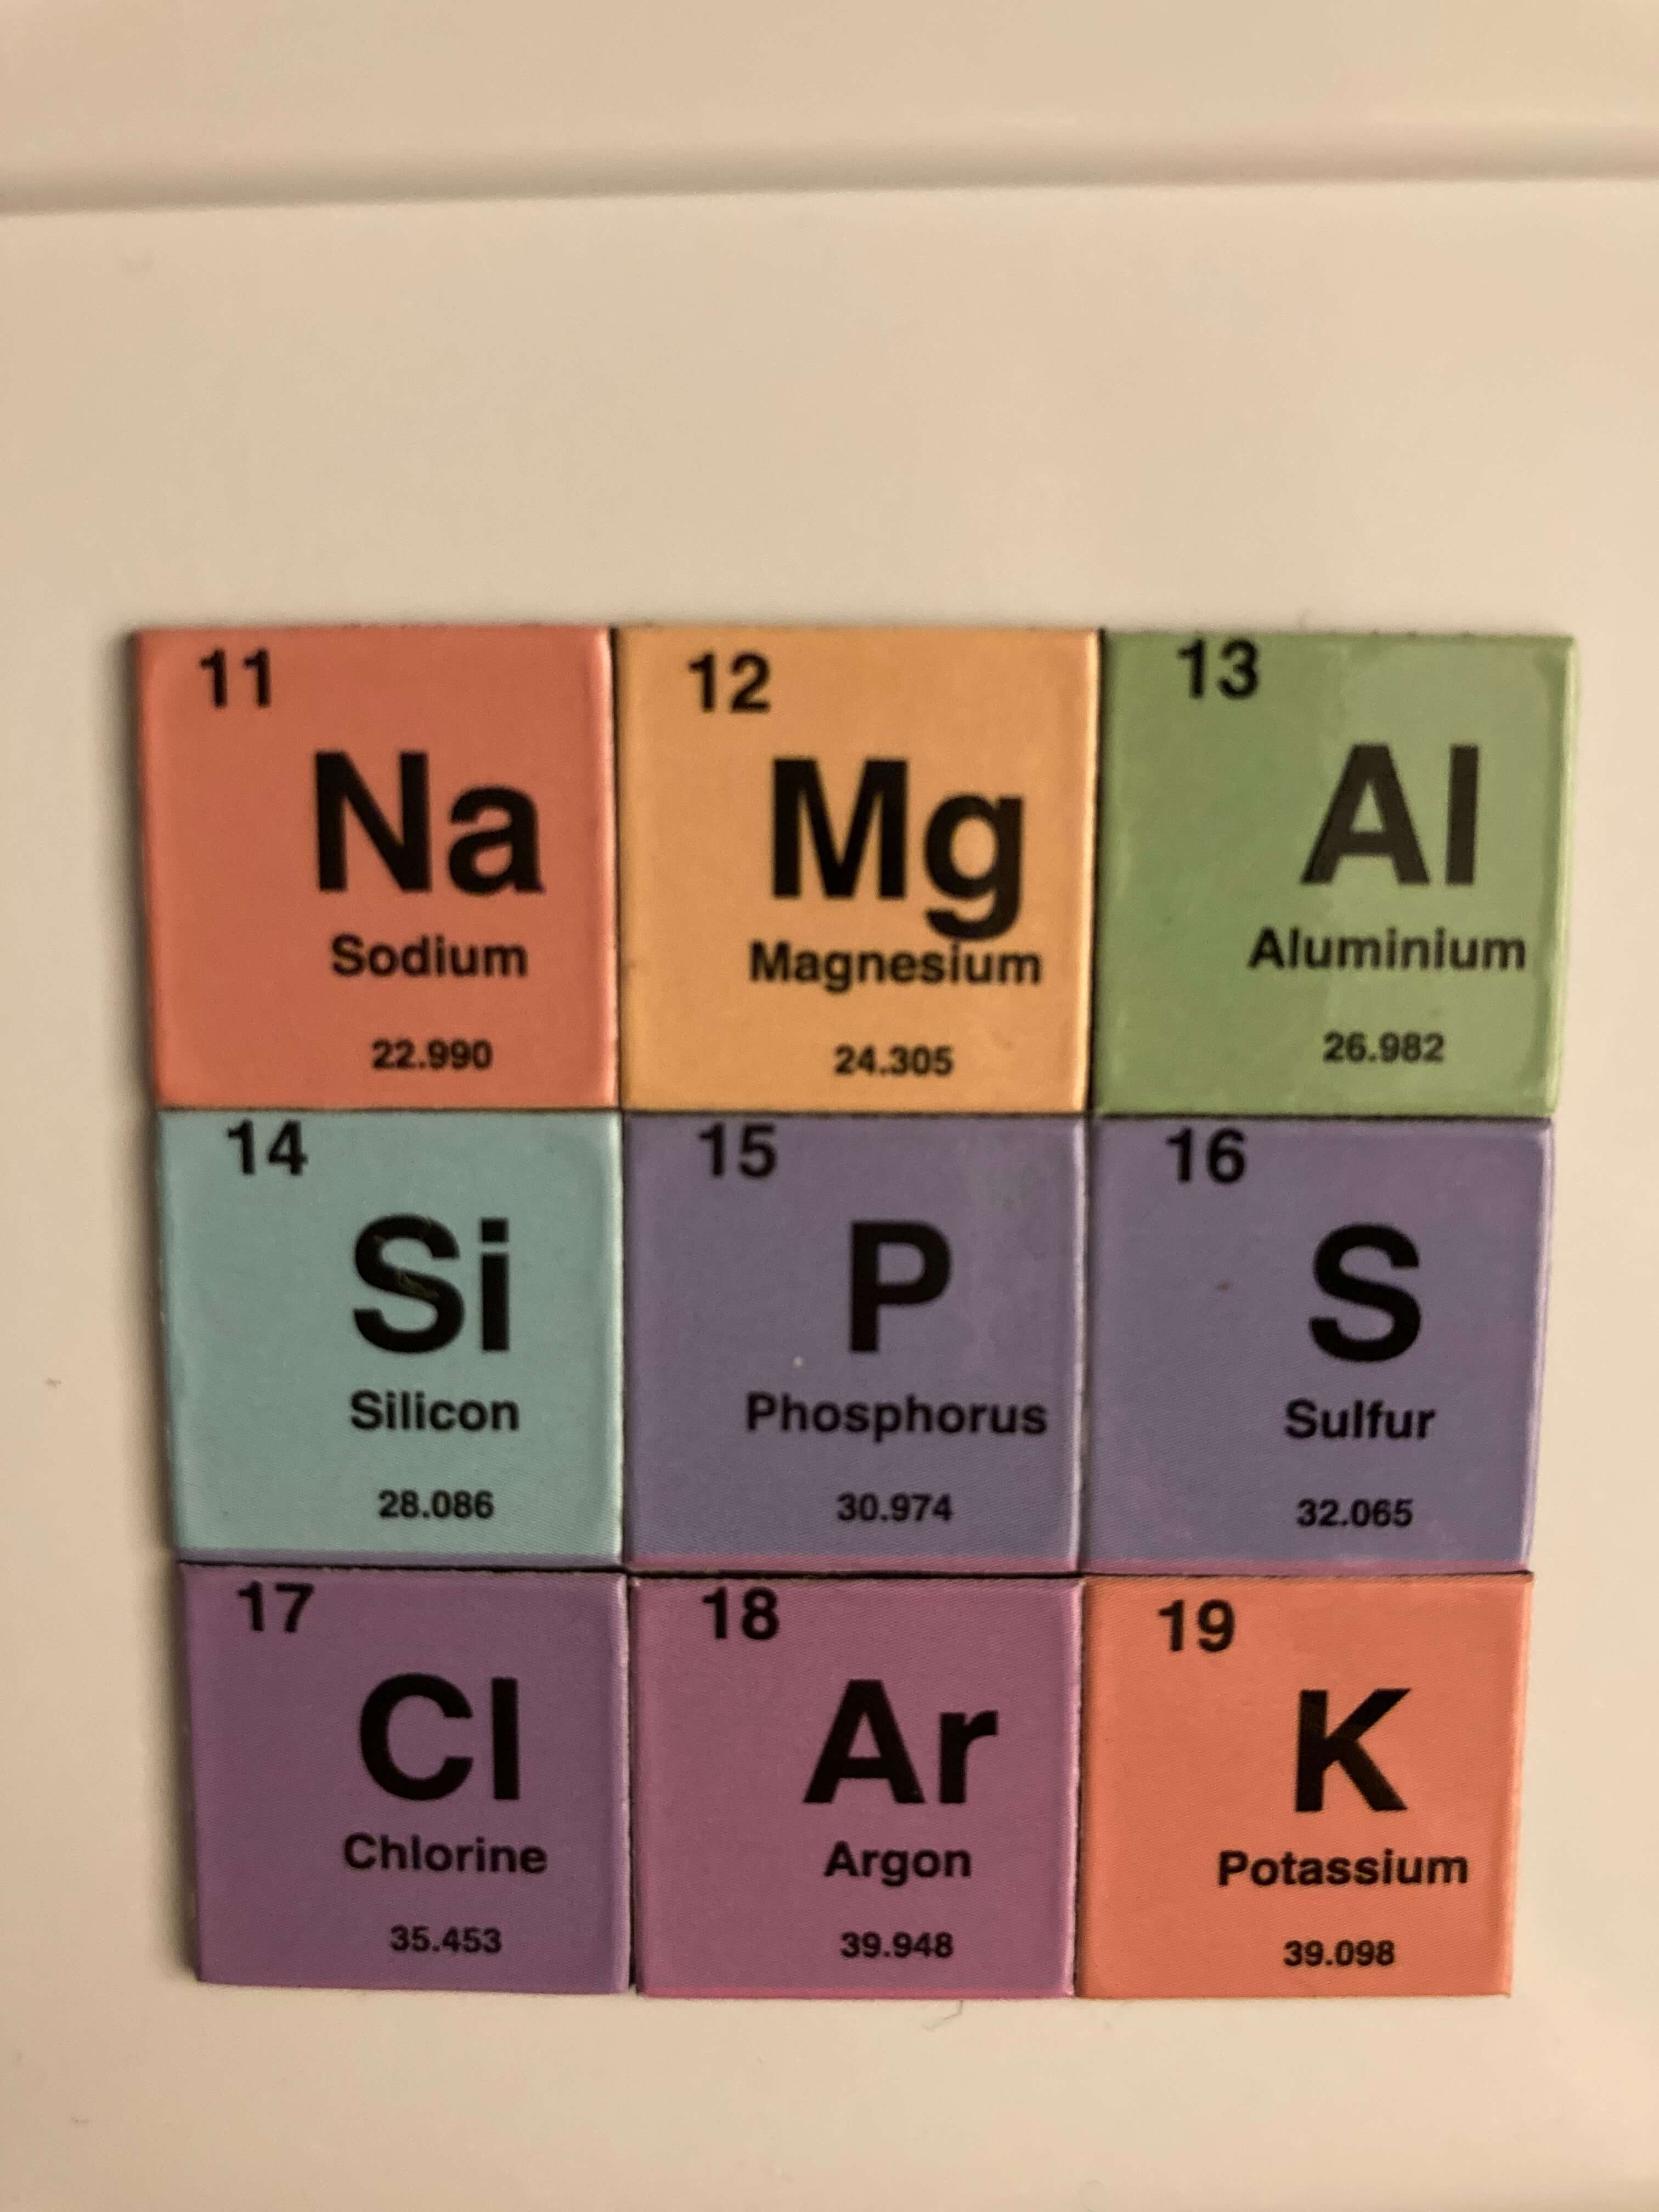 11
Na
Sodium
22.990
12
Mg
Magnesium
24.305
13
Al
Aluminium
26.982
14
Si
Silicon
28.086
15
P
Phosphorus
30.974
16
S
Sulfur
32.065
17
Cl
Chlorine
35.453
18
Ar
Argon
39.948
19
K
Potassium
39.098